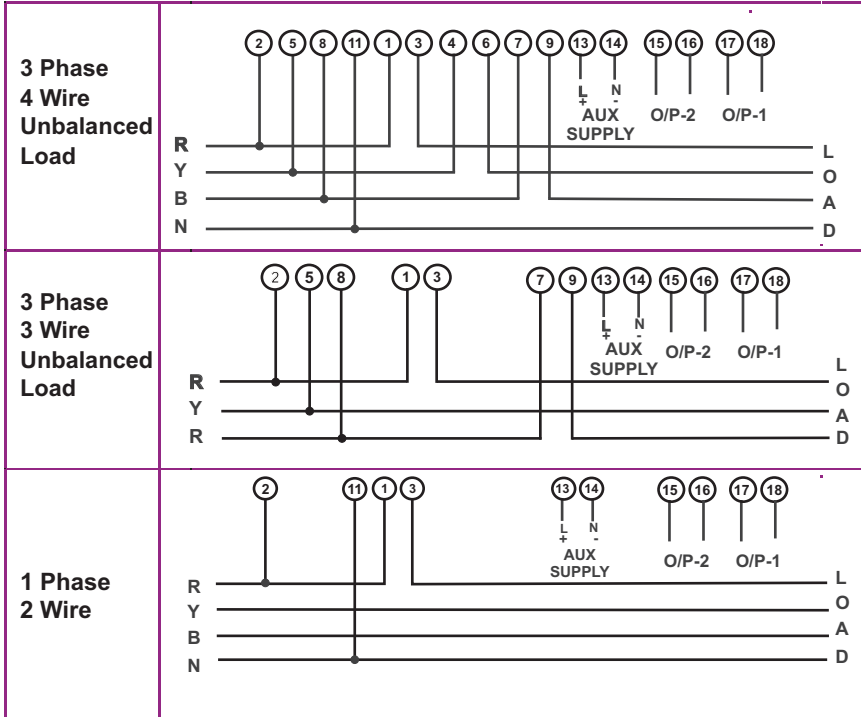 3 Phase
4 Wire
Unbalanced
Load
2 5 8 11 1 3 4 6 7 9 13 14 15 16 17 18
L N
+ -
AUX
SUPPLY
O/P-2 O/P-1
R
Y
B
N
L
O
A
D
3 Phase
3 Wire
Unbalanced
Load
2 5 8 1 3 7 9 13 14 15 16 17 18
L N
+ -
AUX
SUPPLY
O/P-2 O/P-1
R
Y
R
L
O
A
D
1 Phase
2 Wire
2 11 1 3 13 14 15 16 17 18
L N
+ -
AUX
SUPPLY
O/P-2 O/P-1
R
Y
B
N
L
O
A
D